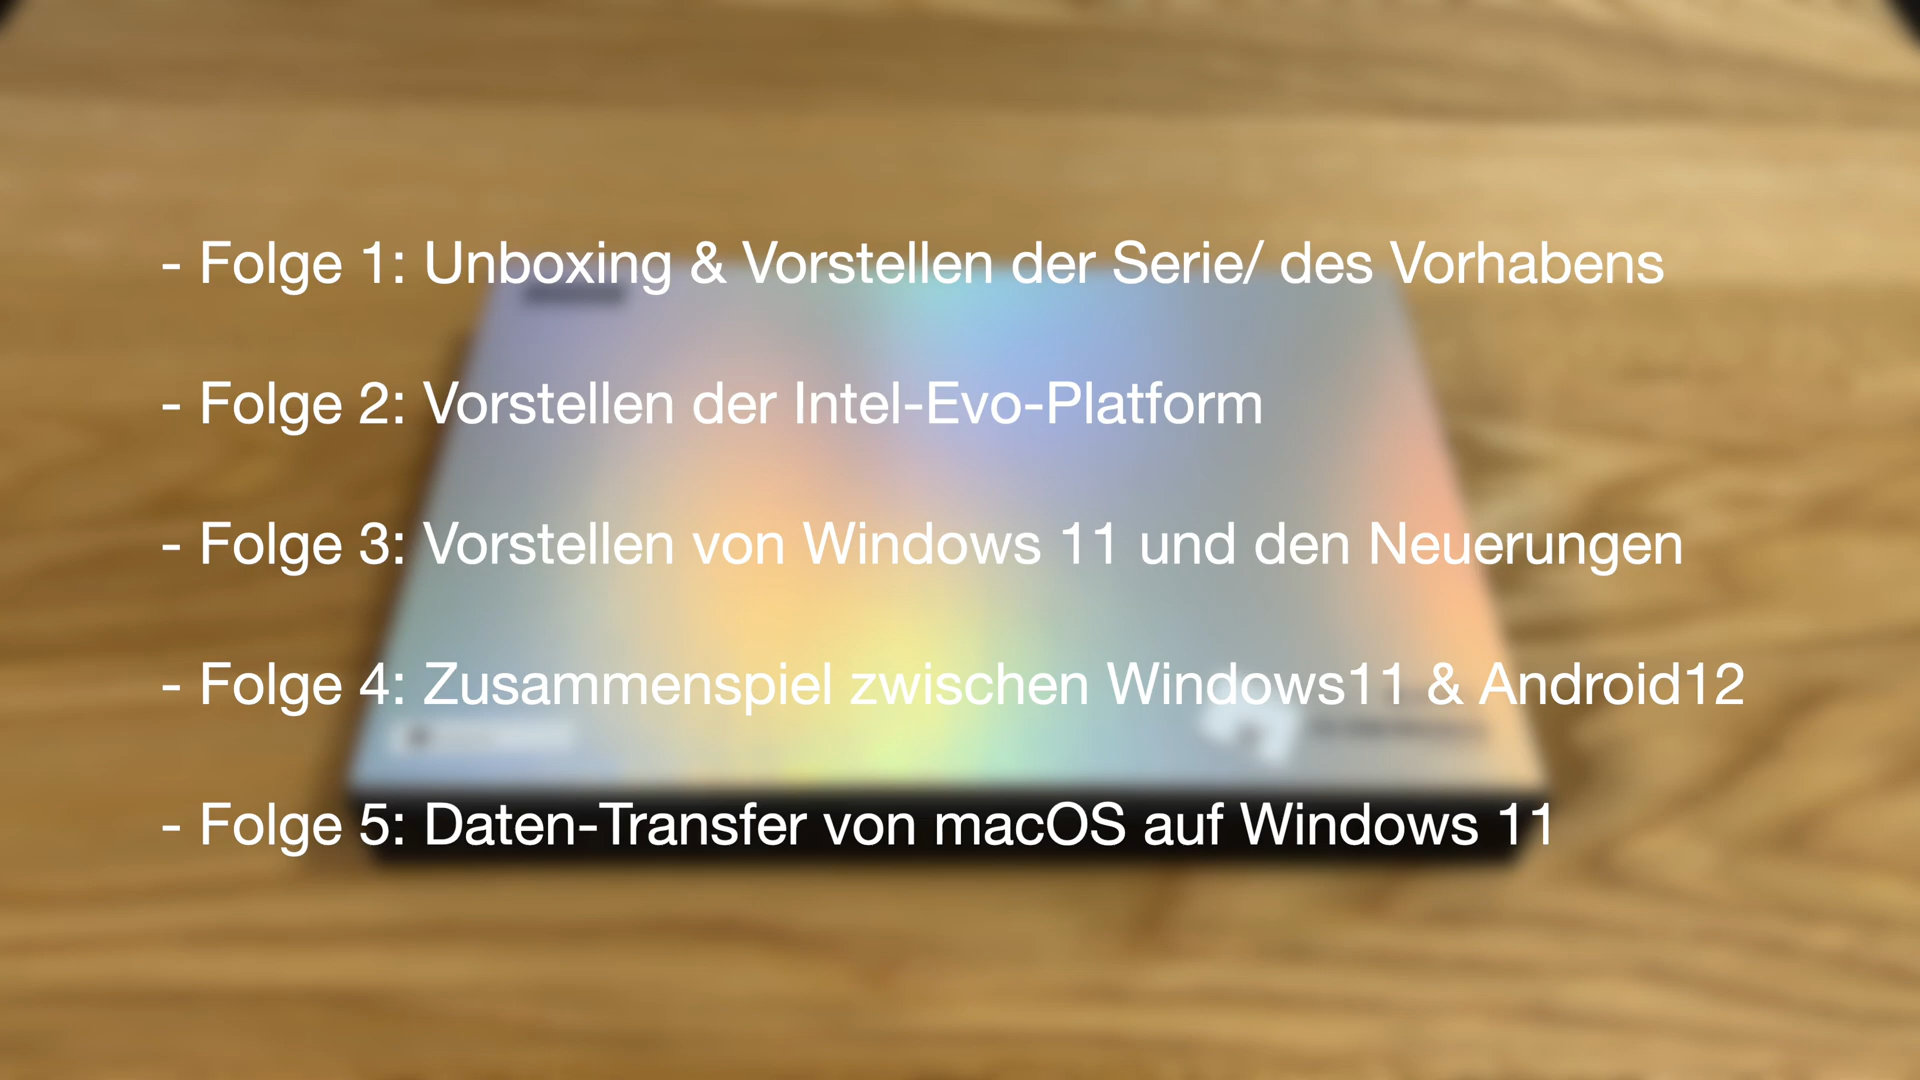 - Folge 1: Unboxing & Vorstellen der Serie/ des Vorhabens
- Folge 2: Vorstellen der Intel-Evo-Platform
- Folge 3: Vorstellen von Windows 11 und den Neuerungen
- Folge 4: Zusammenspiel zwischen Windows11 & Android12
- Folge 5: Daten-Transfer von macOS auf Windows 11